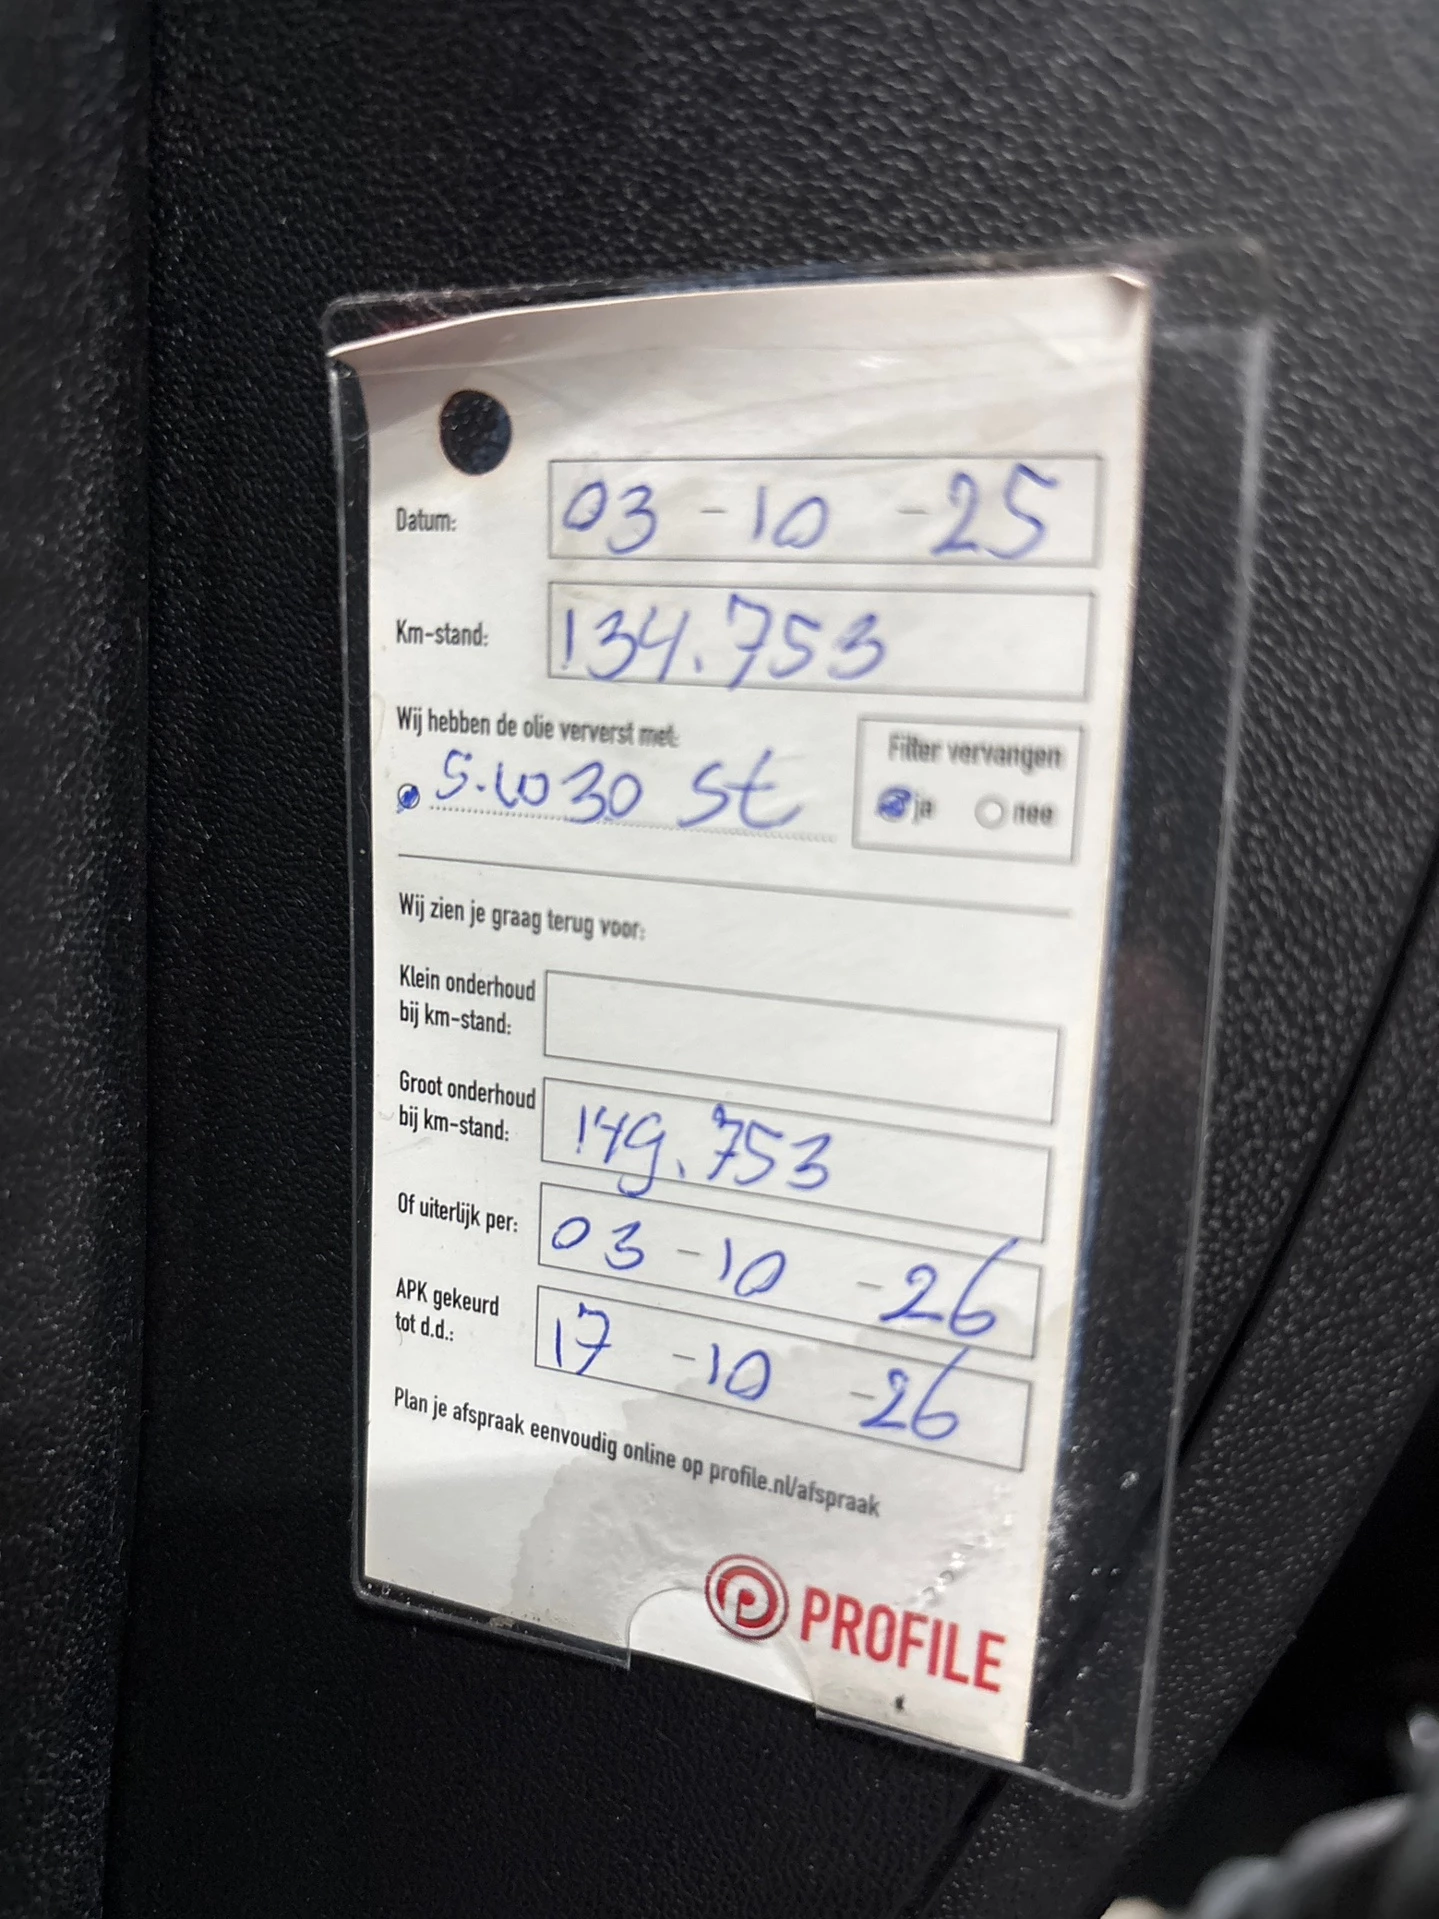 Datum: 03 - 10 - 25
Km-stand: 134.753
Wij hebben de olie ververst met:
5.W30 St
Filter vervangen
ja nee
Wij zien je graag terug voor:
Klein onderhoud
bij km-stand:
Groot onderhoud
bij km-stand: 149.753
Of uiterlijk per: 03 - 10 - 26
APK gekeurd
tot d.d.: 17 - 10 - 26
Plan je afspraak eenvoudig online op profile.nl/afspraak
PROFILE